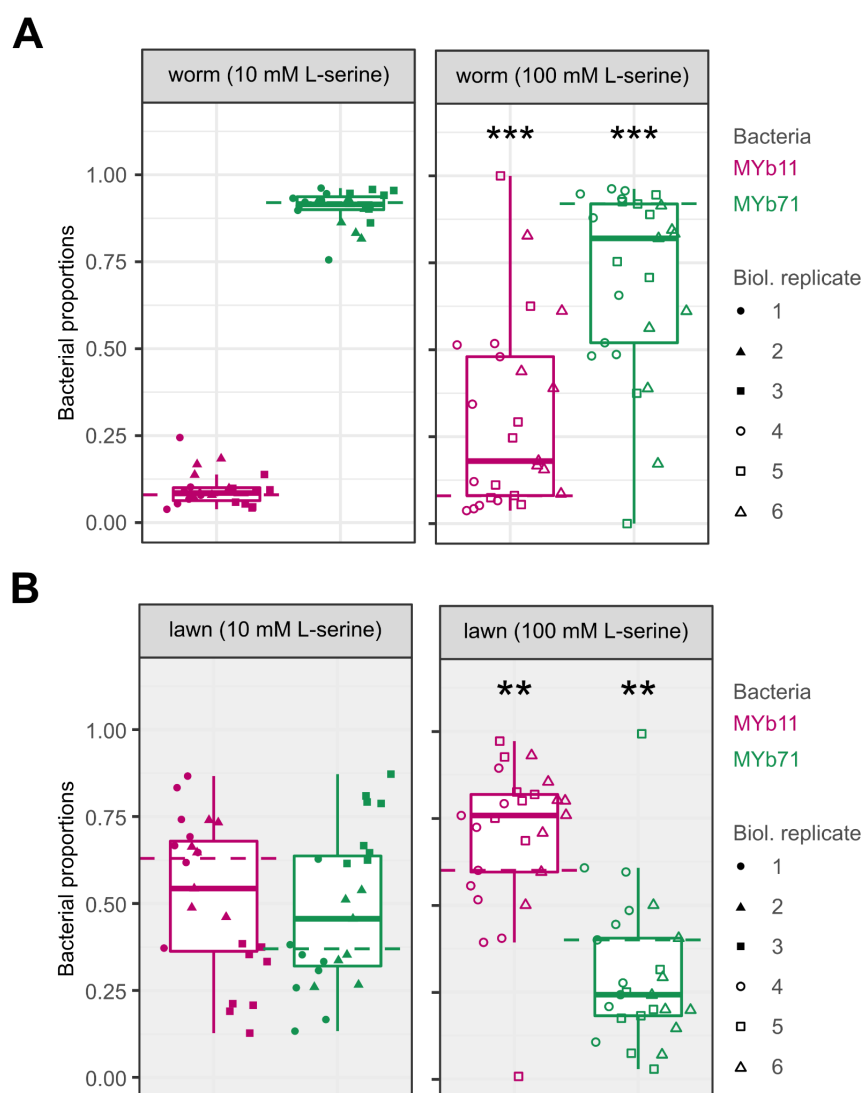 A
worm (10 mM L-serine)
worm (100 mM L-serine)
Bacterial proportions
1.00
0.75
0.50
0.25
0.00
*** ***
Bacteria
MYb11
MYb71
Biol. replicate
1
2
3
4
5
6
B
lawn (10 mM L-serine)
lawn (100 mM L-serine)
Bacterial proportions
1.00
0.75
0.50
0.25
0.00
** **
Bacteria
MYb11
MYb71
Biol. replicate
1
2
3
4
5
6